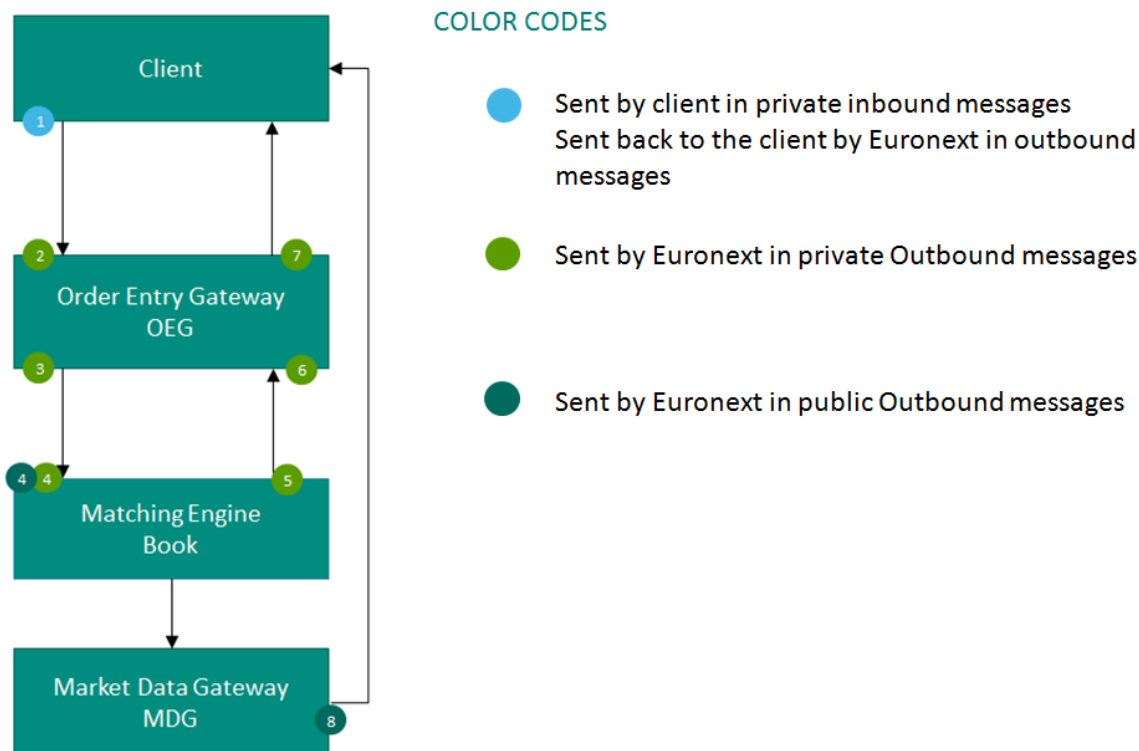 COLOR CODES
Client
1
Sent by client in private inbound messages
Sent back to the client by Euronext in outbound
messages
2
7
Order Entry Gateway
OEG
Sent by Euronext in private Outbound messages
3
6
4
4
5
Matching Engine
Book
Sent by Euronext in public Outbound messages
Market Data Gateway
MDG
8